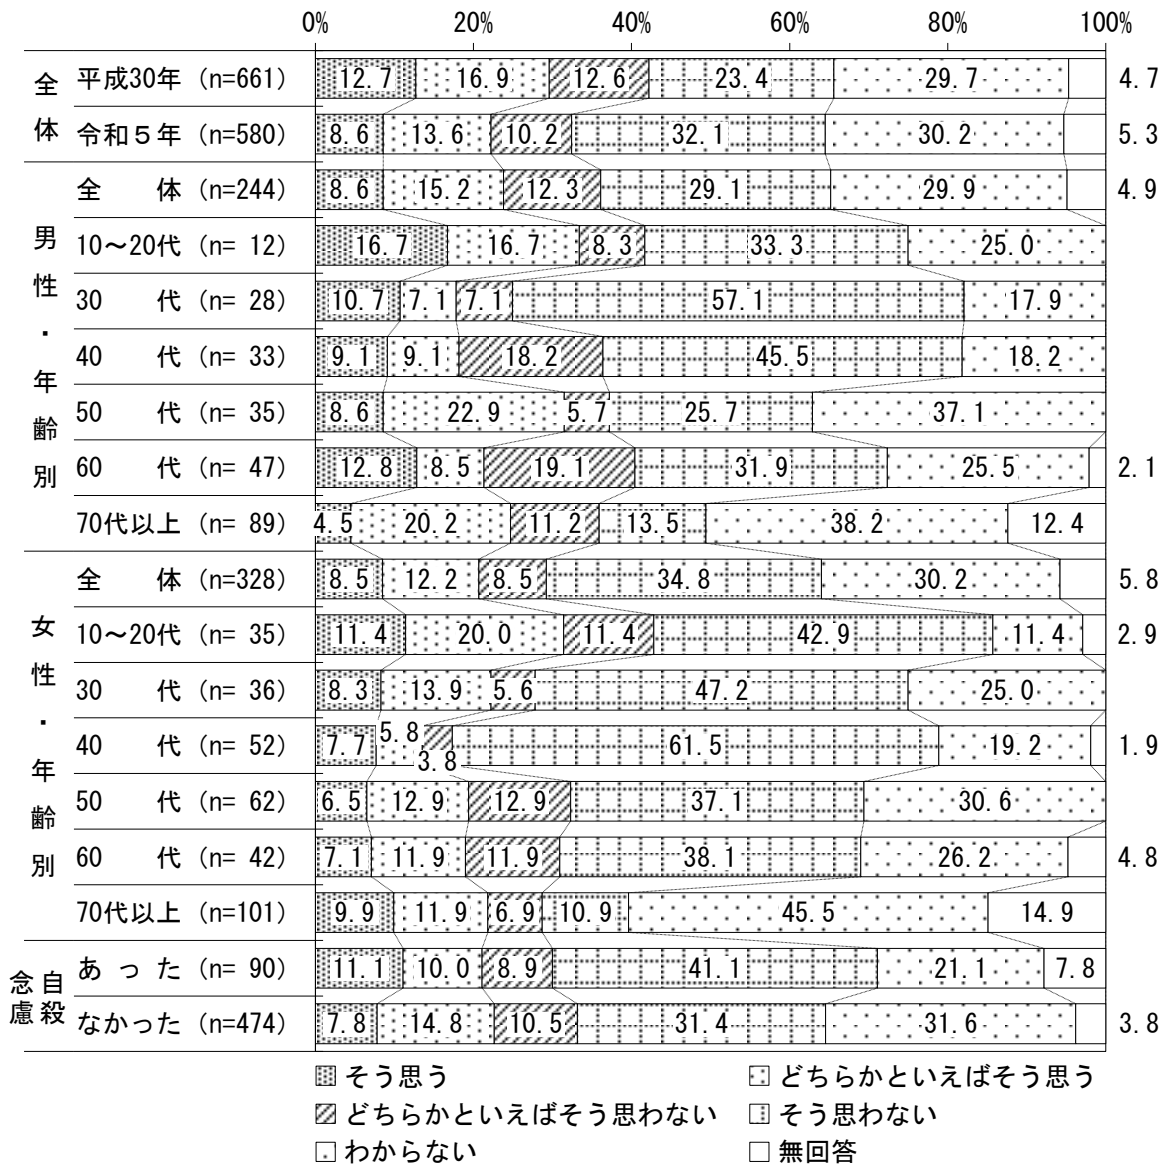 0% 20% 40% 60% 80% 100%
全体
平成30年 (n=661) 12.7 16.9 12.6 23.4 29.7 4.7
令和５年 (n=580) 8.6 13.6 10.2 32.1 30.2 5.3
男性・年齢別
全　体 (n=244) 8.6 15.2 12.3 29.1 29.9 4.9
10～20代 (n= 12) 16.7 16.7 8.3 33.3 25.0
30　代 (n= 28) 10.7 7.1 7.1 57.1 17.9
40　代 (n= 33) 9.1 9.1 18.2 45.5 18.2
50　代 (n= 35) 8.6 22.9 5.7 25.7 37.1
60　代 (n= 47) 12.8 8.5 19.1 31.9 25.5 2.1
70代以上 (n= 89) 4.5 20.2 11.2 13.5 38.2 12.4
女性・年齢別
全　体 (n=328) 8.5 12.2 8.5 34.8 30.2 5.8
10～20代 (n= 35) 11.4 20.0 11.4 42.9 11.4 2.9
30　代 (n= 36) 8.3 13.9 5.6 47.2 25.0
40　代 (n= 52) 7.7 5.8 3.8 61.5 19.2 1.9
50　代 (n= 62) 6.5 12.9 12.9 37.1 30.6
60　代 (n= 42) 7.1 11.9 11.9 38.1 26.2 4.8
70代以上 (n=101) 9.9 11.9 6.9 10.9 45.5 14.9
自殺念慮
あった (n= 90) 11.1 10.0 8.9 41.1 21.1 7.8
なかった (n=474) 7.8 14.8 10.5 31.4 31.6 3.8
そう思う どちらかといえばそう思う
どちらかといえばそう思わない そう思わない
わからない 無回答